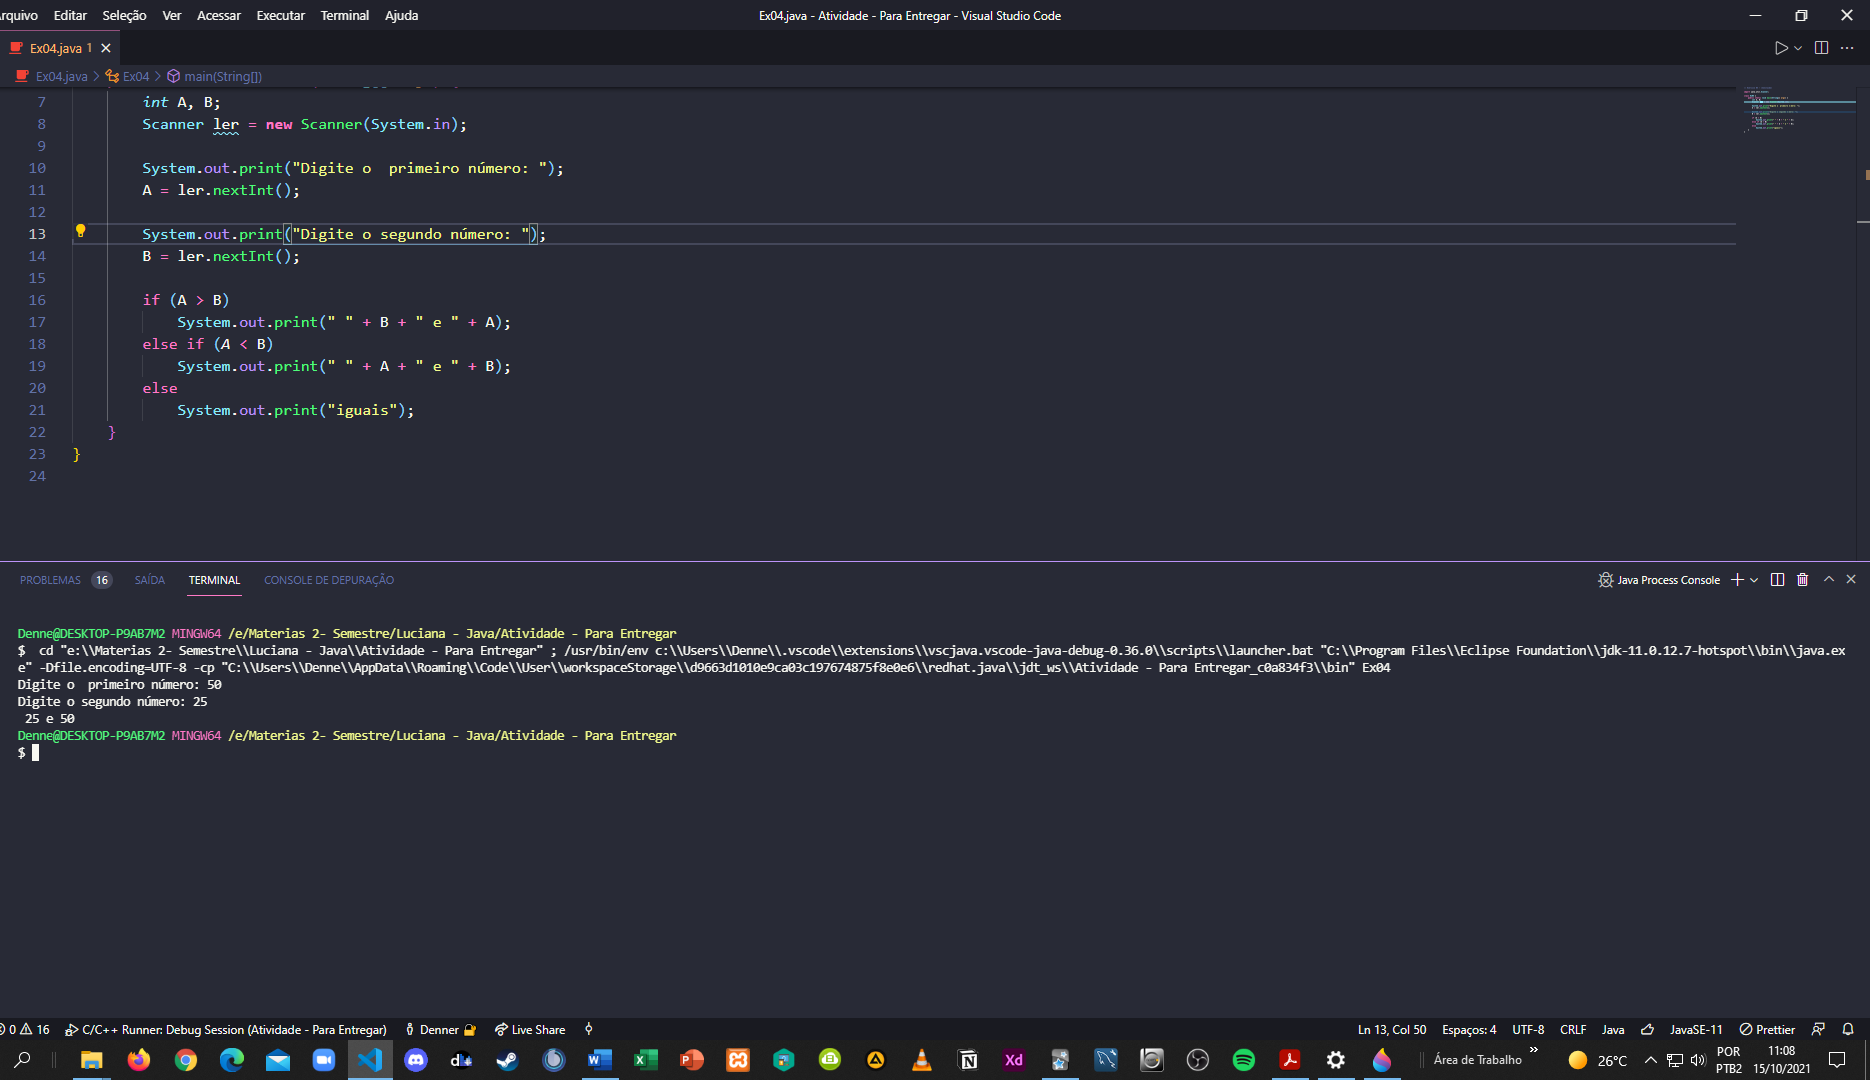 rquivo Editar Seleção Ver Acessar Executar Terminal Ajuda Ex04.java - Atividade - Para Entregar - Visual Studio Code
Ex04.java 1
Ex04.java > Ex04 > main(String[])
7 int A, B;
8 Scanner ler = new Scanner(System.in);
9
10 System.out.print("Digite o  primeiro número: ");
11 A = ler.nextInt();
12
13 System.out.print("Digite o segundo número: ");
14 B = ler.nextInt();
15
16 if (A > B)
17 System.out.print(" " + B + " e " + A);
18 else if (A < B)
19 System.out.print(" " + A + " e " + B);
20 else
21 System.out.print("iguais");
22 }
23 }
24
PROBLEMAS 16 SAÍDA TERMINAL CONSOLE DE DEPURAÇÃO Java Process Console
Denne@DESKTOP-P9AB7M2 MINGW64 /e/Materias 2- Semestre/Luciana - Java/Atividade - Para Entregar
$  cd "e:\\Materias 2- Semestre\\Luciana - Java\\Atividade - Para Entregar" ; /usr/bin/env c:\\Users\\Denne\\.vscode\\extensions\\vscjava.vscode-java-debug-0.36.0\\scripts\\launcher.bat "C:\\Program Files\\Eclipse Foundation\\jdk-11.0.12.7-hotspot\\bin\\java.ex
e" -Dfile.encoding=UTF-8 -cp "C:\\Users\\Denne\\AppData\\Roaming\\Code\\User\\workspaceStorage\\d9663d1010e9ca03c197674875f8e0e6\\redhat.java\\jdt_ws\\Atividade - Para Entregar_c0a834f3\\bin" Ex04
Digite o  primeiro número: 50
Digite o segundo número: 25
25 e 50
Denne@DESKTOP-P9AB7M2 MINGW64 /e/Materias 2- Semestre/Luciana - Java/Atividade - Para Entregar
$
0 16 C/C++ Runner: Debug Session (Atividade - Para Entregar) Denner Live Share Ln 13, Col 50 Espaços: 4 UTF-8 CRLF Java JavaSE-11 Prettier
Área de Trabalho » 26°C POR 11:08
PTB2 15/10/2021